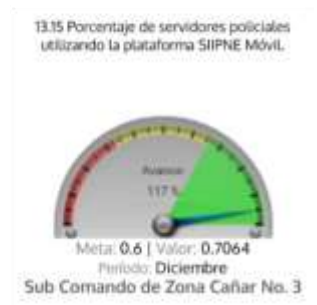 13.15 Porcentaje de servidores policiales
utilizando la plataforma SIIPNE MóviL
Avance:
117 %
Meta: 0.6 | Valor: 0.7064
Período: Diciembre
Sub Comando de Zona Cañar No. 3